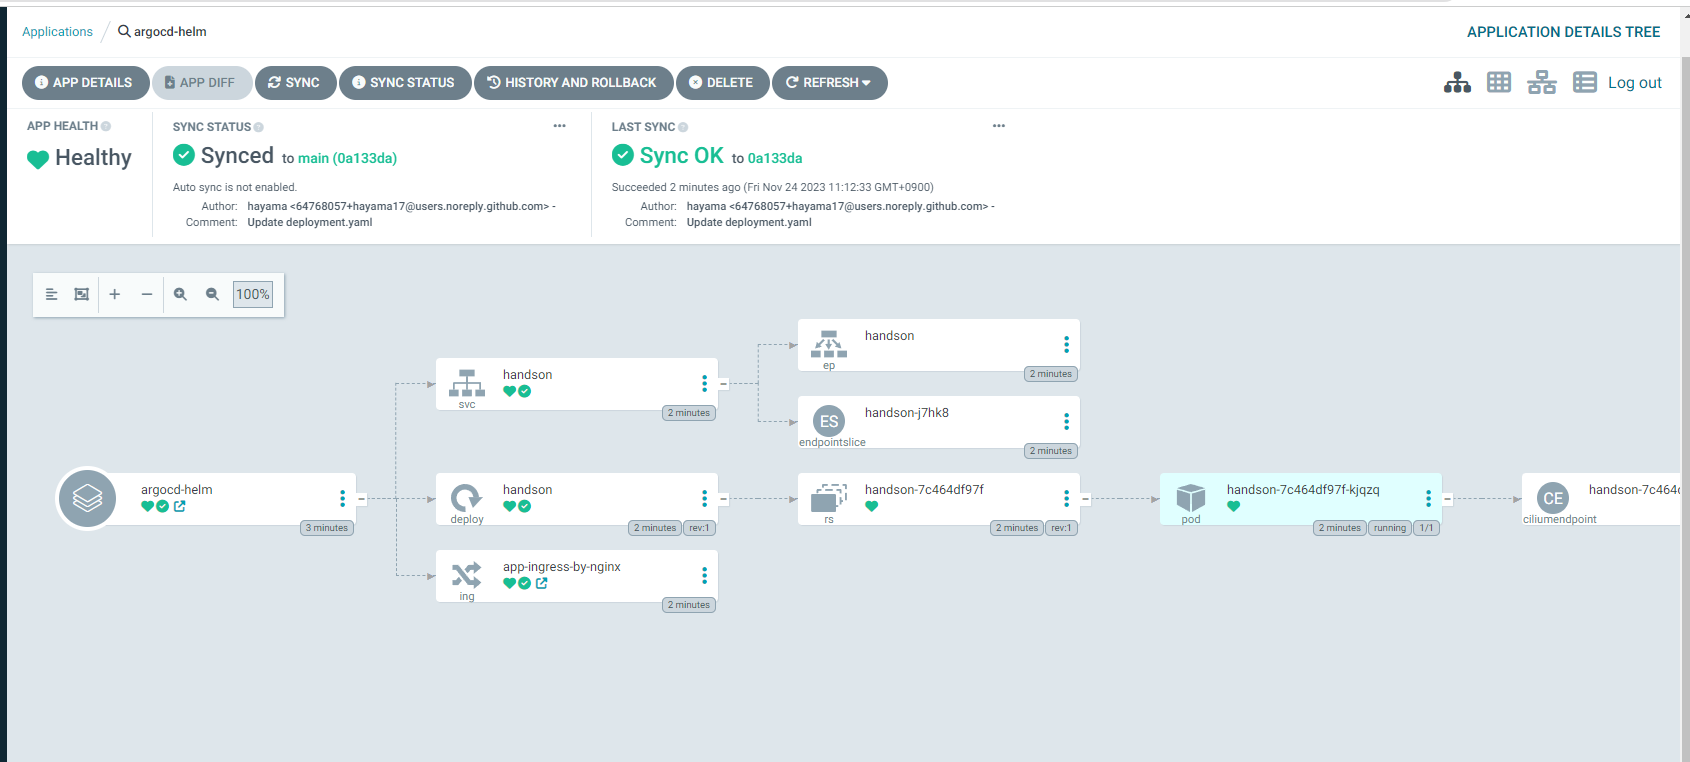 Applications / argocd-helm
APPLICATION DETAILS TREE
APP DETAILS
APP DIFF
SYNC
SYNC STATUS
HISTORY AND ROLLBACK
DELETE
REFRESH
Log out
APP HEALTH
Healthy
SYNC STATUS
Synced to main (0a133da)
Auto sync is not enabled.
Author: hayama <64768057+hayama17@users.noreply.github.com> -
Comment: Update deployment.yaml
LAST SYNC
Sync OK to 0a133da
Succeeded 2 minutes ago (Fri Nov 24 2023 11:12:33 GMT+0900)
Author: hayama <64768057+hayama17@users.noreply.github.com> -
Comment: Update deployment.yaml
100%
handson
ep
2 minutes
handson
svc
2 minutes
ES
handson-j7hk8
endpointslice
2 minutes
argocd-helm
3 minutes
handson
deploy
2 minutes
rev:1
handson-7c464df97f
rs
2 minutes
rev:1
handson-7c464df97f-kjqzq
pod
2 minutes
running
1/1
CE
ciliumendpoint
app-ingress-by-nginx
ing
2 minutes